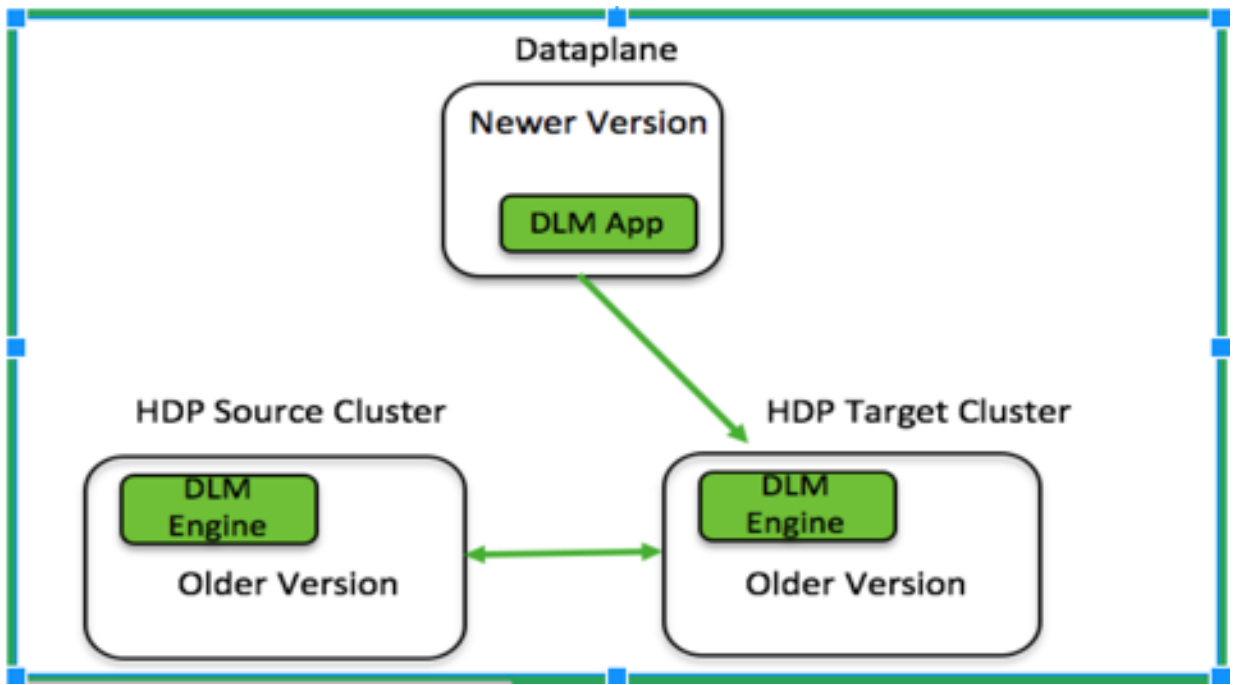 Dataplane
Newer Version
DLM App
HDP Source Cluster
HDP Target Cluster
DLM
Engine
Older Version
DLM
Engine
Older Version